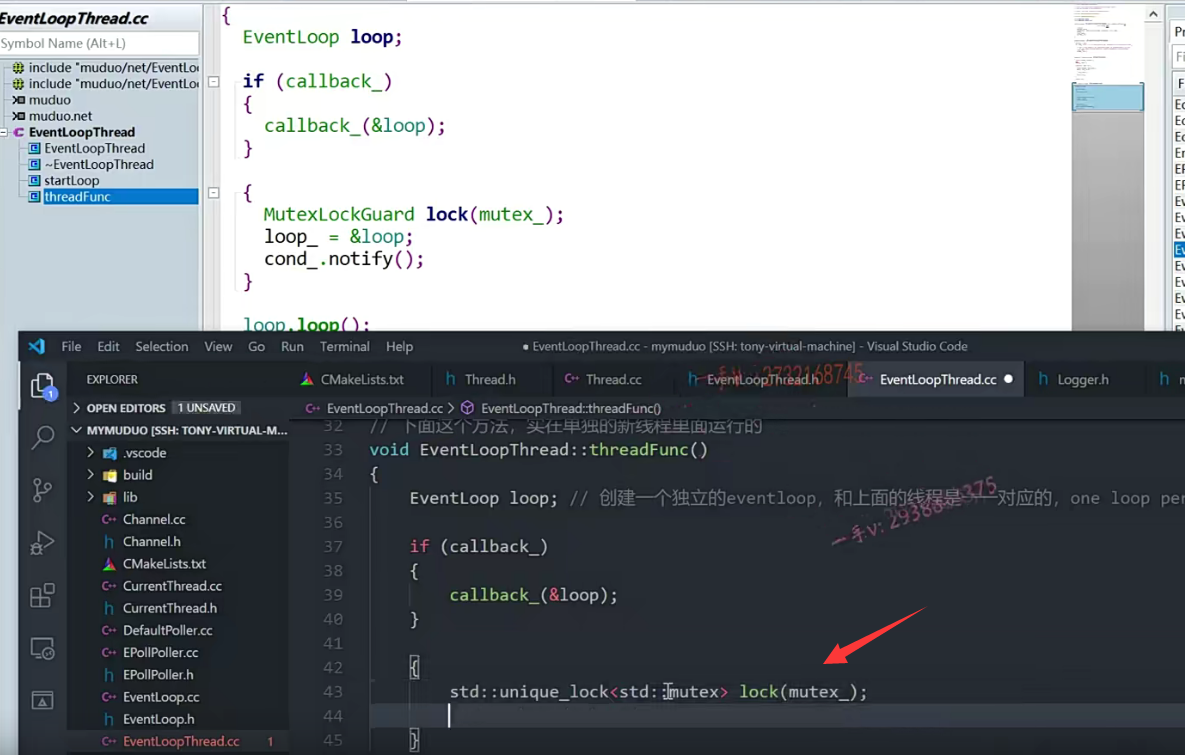 EventLoopThread.cc
Symbol Name (Alt+L)
include "muduo/net/EventLo
include "muduo/net/EventLo
muduo
muduo.net
EventLoopThread
EventLoopThread
~EventLoopThread
startLoop
threadFunc
{
EventLoop loop;
if (callback_)
{
callback_(&loop);
}
{
MutexLockGuard lock(mutex_);
loop_ = &loop;
cond_.notify();
}
loop.loop();
File Edit Selection View Go Run Terminal Help
● EventLoopThread.cc - mymuduo [SSH: tony-virtual-machine] - Visual Studio Code
EXPLORER
CMakeLists.txt
Thread.h
Thread.cc
EventLoopThread.h
EventLoopThread.cc
Logger.h
OPEN EDITORS 1 UNSAVED
MYMUDUO [SSH: TONY-VIRTUAL-M...
.vscode
build
lib
Channel.cc
Channel.h
CMakeLists.txt
CurrentThread.cc
CurrentThread.h
DefaultPoller.cc
EPollPoller.cc
EPollPoller.h
EventLoop.cc
EventLoop.h
EventLoopThread.cc 1
EventLoopThread.cc > EventLoopThread::threadFunc()
32 // 下面这个方法，实在单独的新线程里面运行的
33 void EventLoopThread::threadFunc()
34 {
35 EventLoop loop; // 创建一个独立的eventloop，和上面的线程是一一对应的，one loop per
36
37 if (callback_)
38 {
39 callback_(&loop);
40 }
41
42 {
43 std::unique_lock<std::mutex> lock(mutex_);
44
45 }